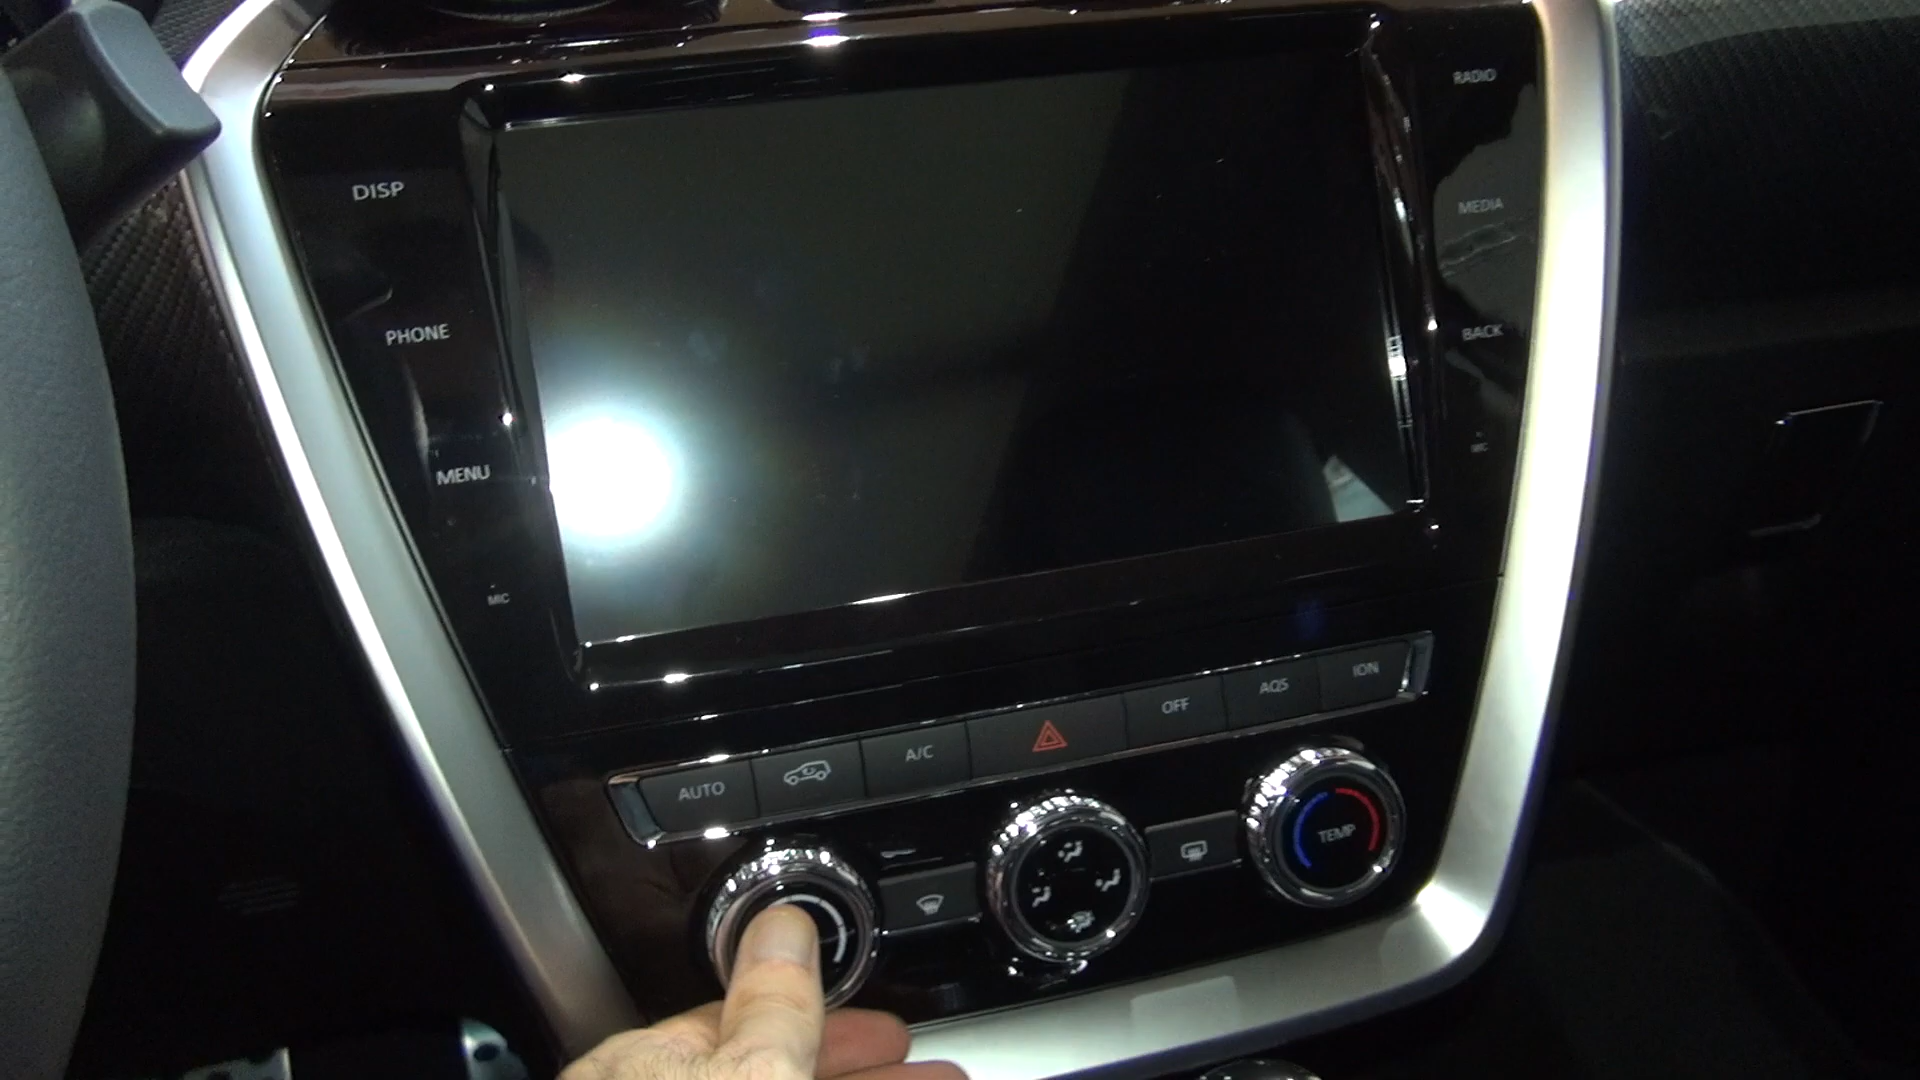 RADIO
DISP
MEDIA
PHONE
BACK
MENU
MIC
MIC
AUTO
A/C
OFF
AQS
ION
TEMP